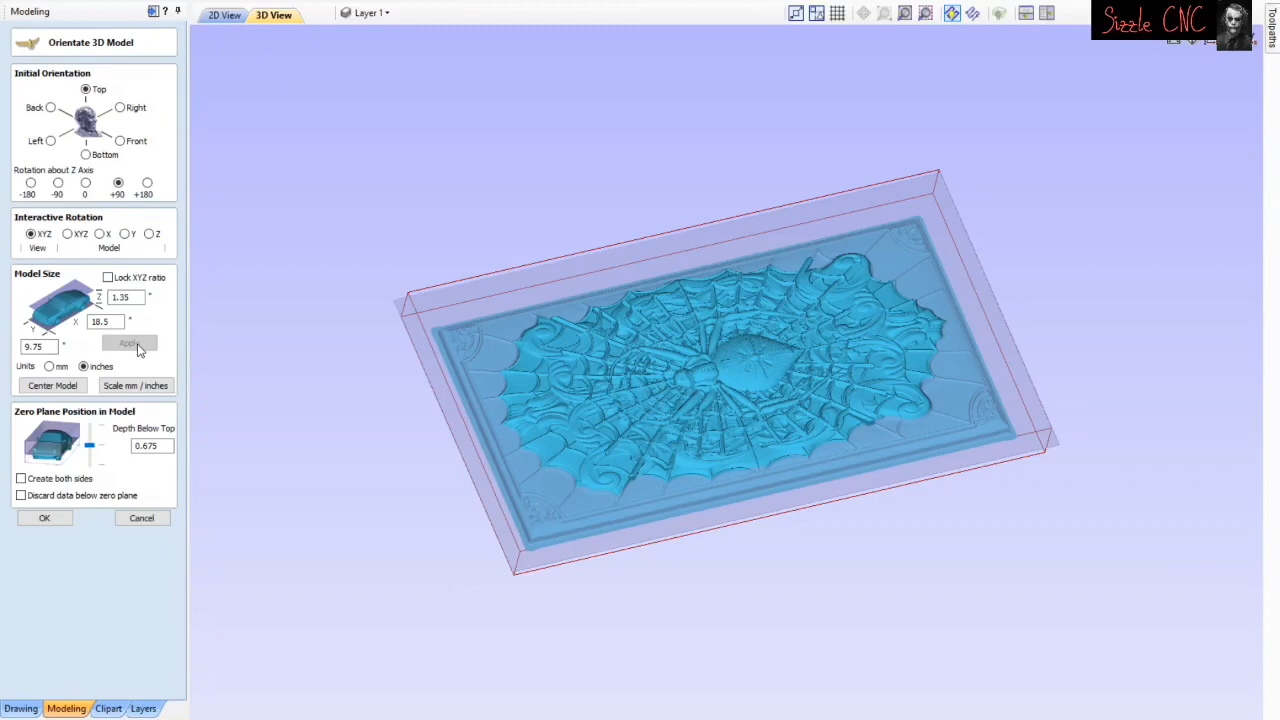 Modeling ?
Orientate 3D Model
Initial Orientation
Top
Back
Right
Left
Front
Bottom
Rotation about Z Axis
-180 -90 0 +90 +180
Interactive Rotation
XYZ XYZ X Y Z
View Model
Model Size
Lock XYZ ratio
Z 1.35 "
X 18.5 "
Y
9.75 " Apply
Units mm inches
Center Model Scale mm / inches
Zero Plane Position in Model
Depth Below Top
0.675
Create both sides
Discard data below zero plane
OK Cancel
Drawing Modeling Clipart Layers
2D View 3D View Layer 1
Sizzle CNC
Toolpaths